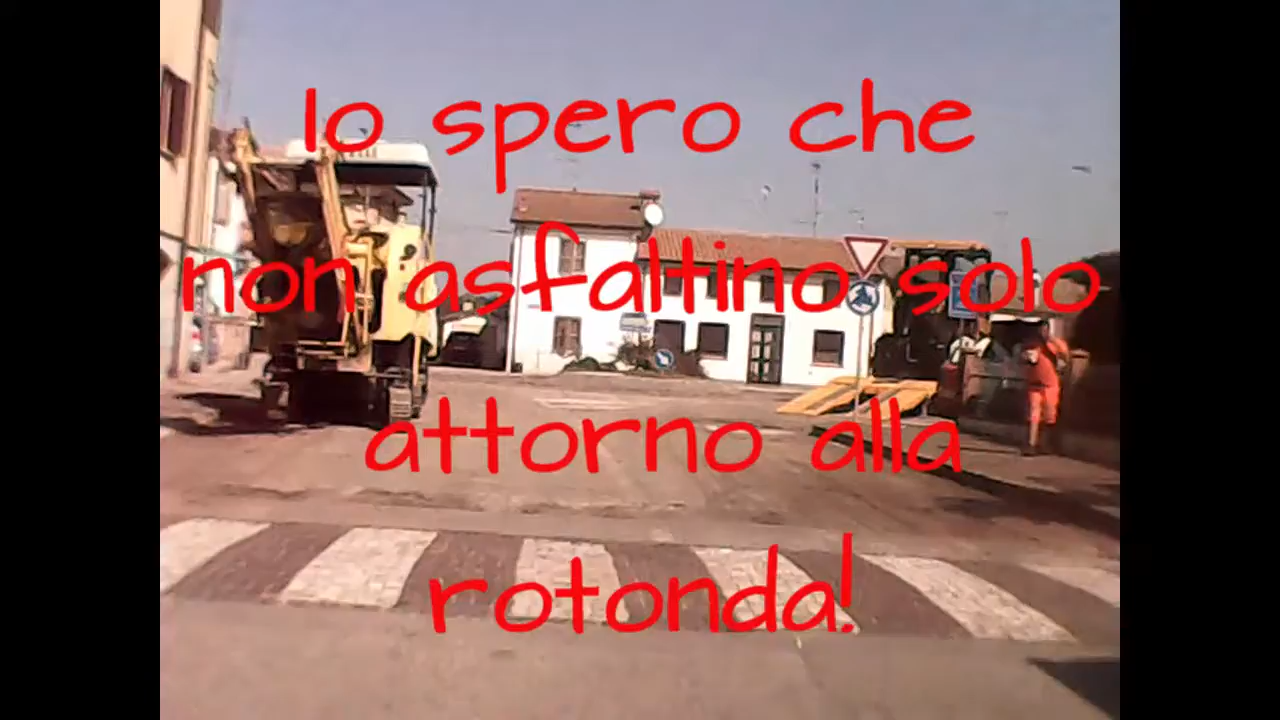 Io spero che
non asfaltino solo
attorno alla
rotonda!